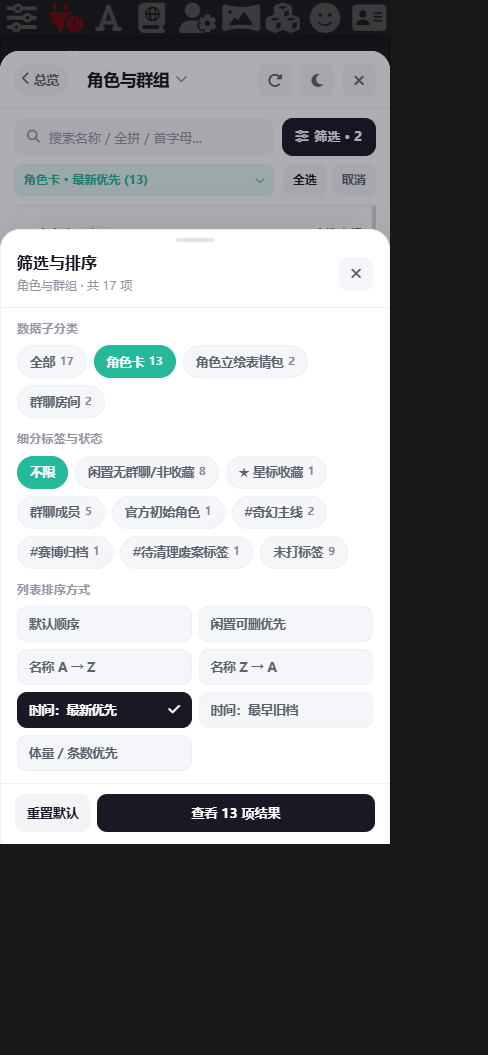 总览
角色与群组
搜索名称 / 全拼 / 首字母...
筛选 • 2
角色卡 • 最新优先 (13)
全选
取消
筛选与排序
角色与群组 · 共 17 项
数据子分类
全部 17
角色卡 13
角色立绘表情包 2
群聊房间 2
细分标签与状态
不限
闲置无群聊/非收藏 8
★ 星标收藏 1
群聊成员 5
官方初始角色 1
#奇幻主线 2
#赛博归档 1
#待清理废案标签 1
未打标签 9
列表排序方式
默认顺序
闲置可删优先
名称 A → Z
名称 Z → A
时间：最新优先
时间：最早旧档
体量 / 条数优先
重置默认
查看 13 项结果